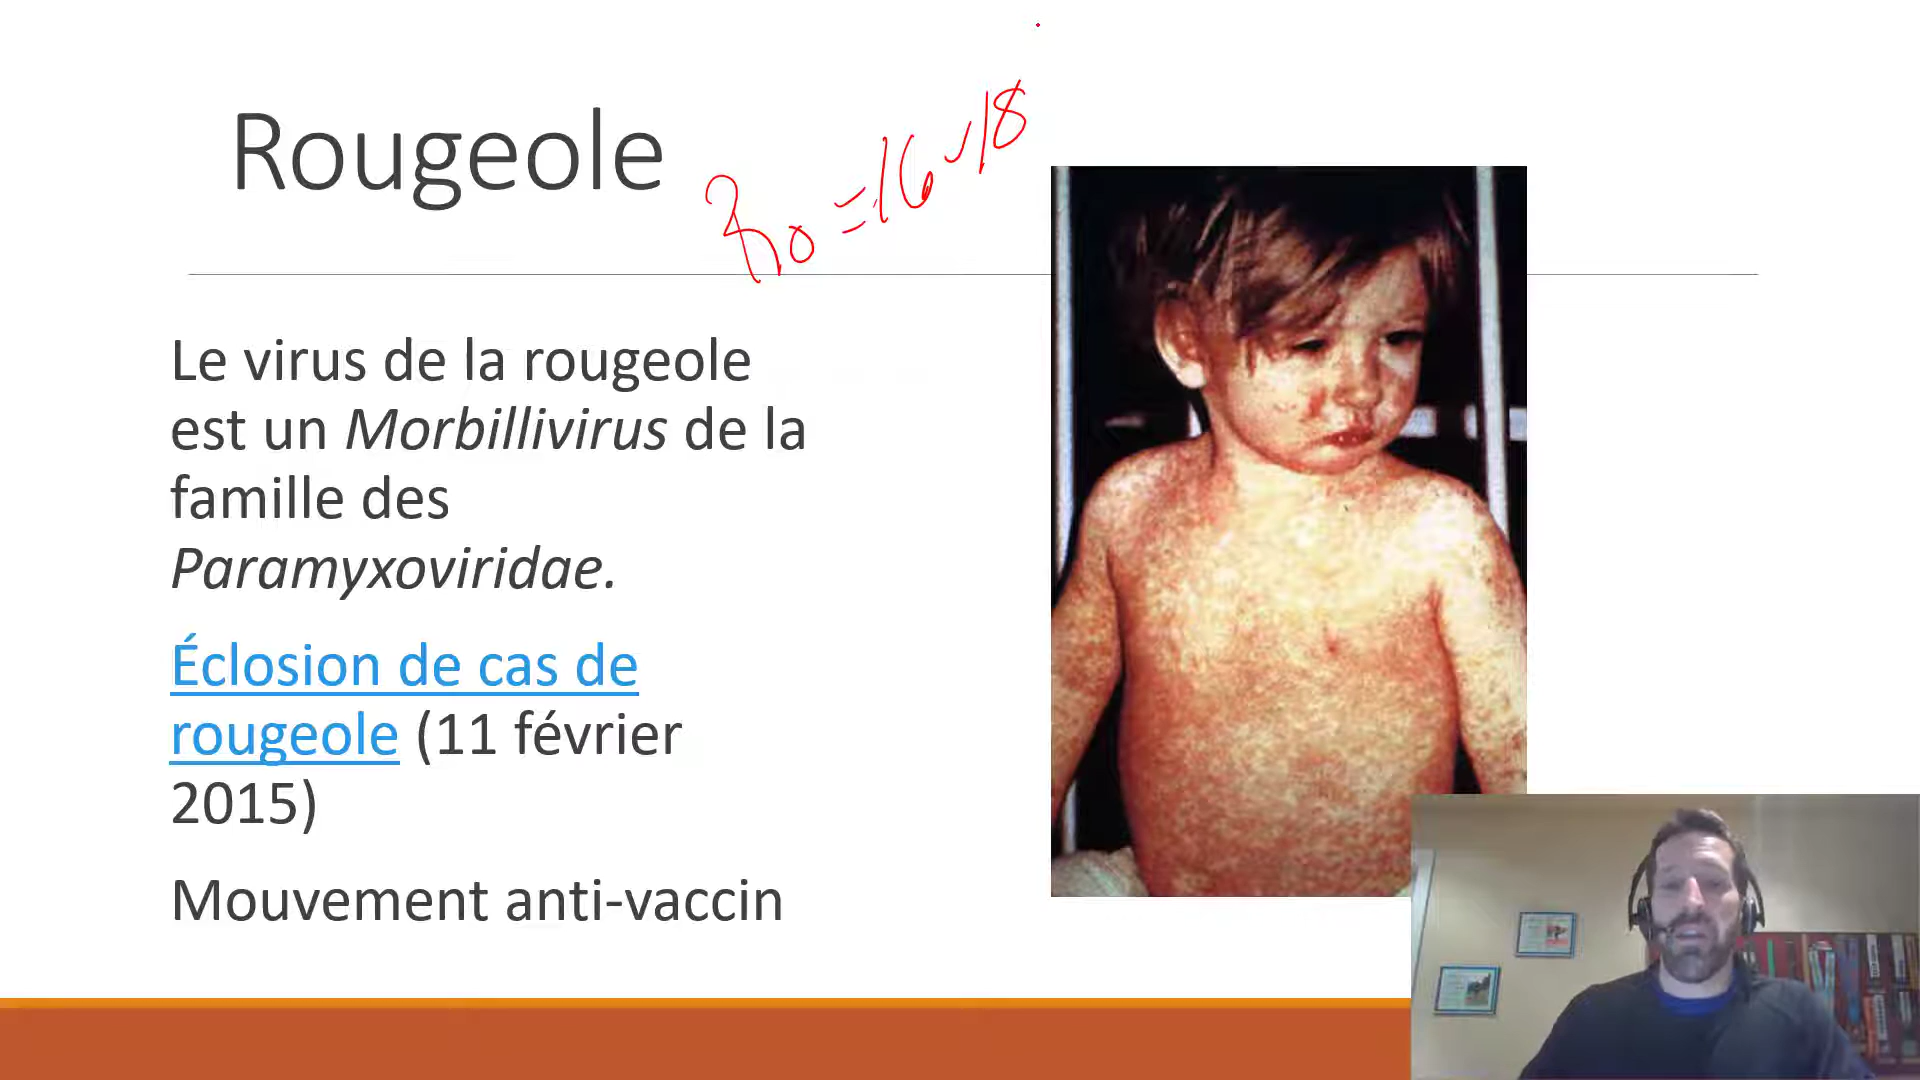 Rougeole
R0 = 16-18
Le virus de la rougeole
est un Morbillivirus de la
famille des
Paramyxoviridae.
Éclosion de cas de
rougeole (11 février
2015)
Mouvement anti-vaccin